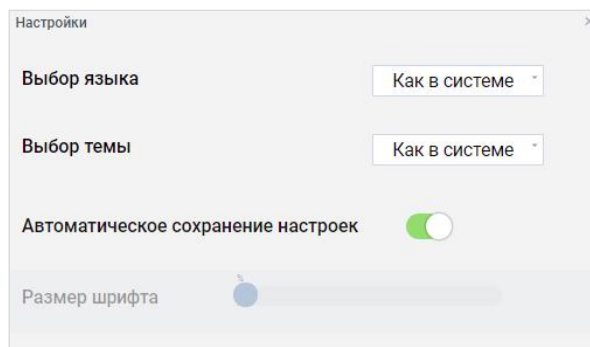 Настройки
Выбор языка
Как в системе
Выбор темы
Как в системе
Автоматическое сохранение настроек
Размер шрифта
%